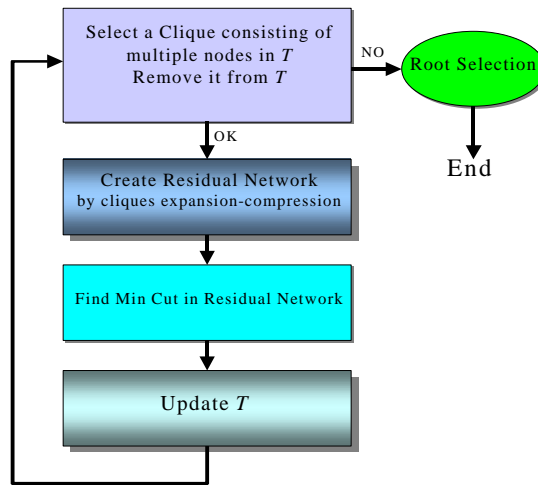 Select a Clique consisting of
multiple nodes in T
Remove it from T
NO
Root Selection
OK
End
Create Residual Network
by cliques expansion-compression
Find Min Cut in Residual Network
Update T